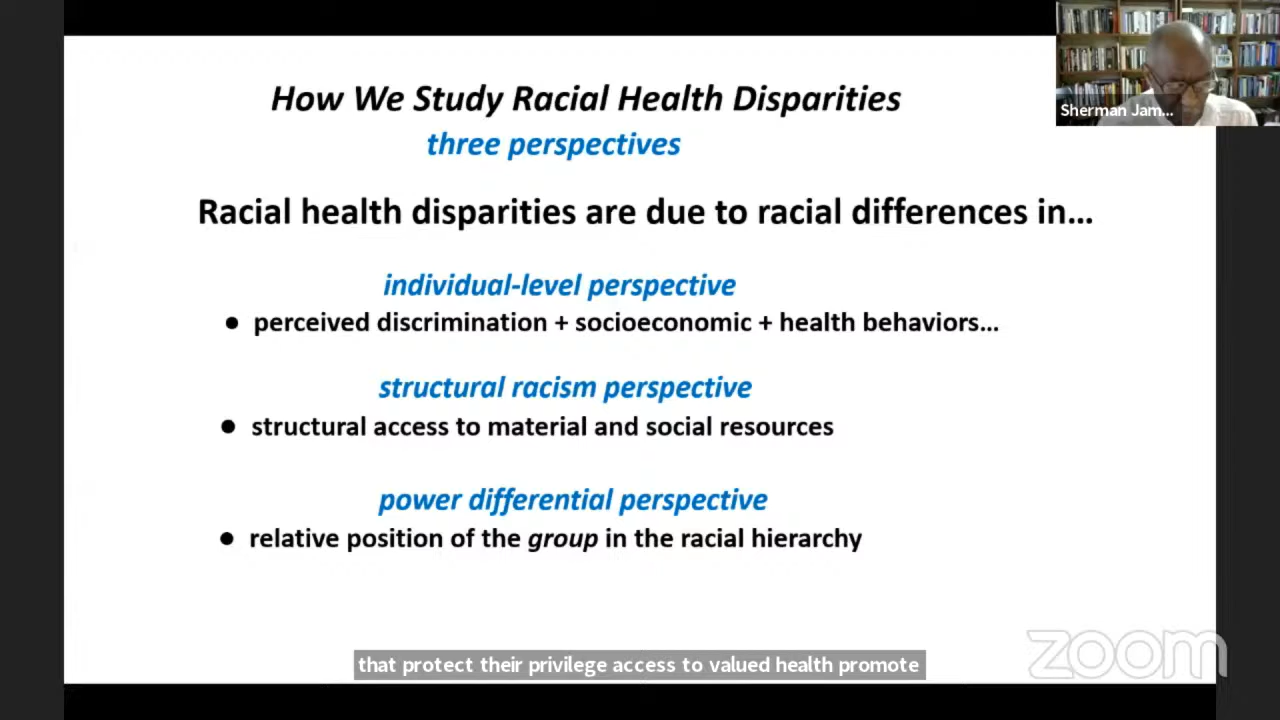 How We Study Racial Health Disparities
three perspectives
Sherman Jam...
Racial health disparities are due to racial differences in...
individual-level perspective
● perceived discrimination + socioeconomic + health behaviors...
structural racism perspective
● structural access to material and social resources
power differential perspective
● relative position of the group in the racial hierarchy
that protect their privilege access to valued health promote
zoom